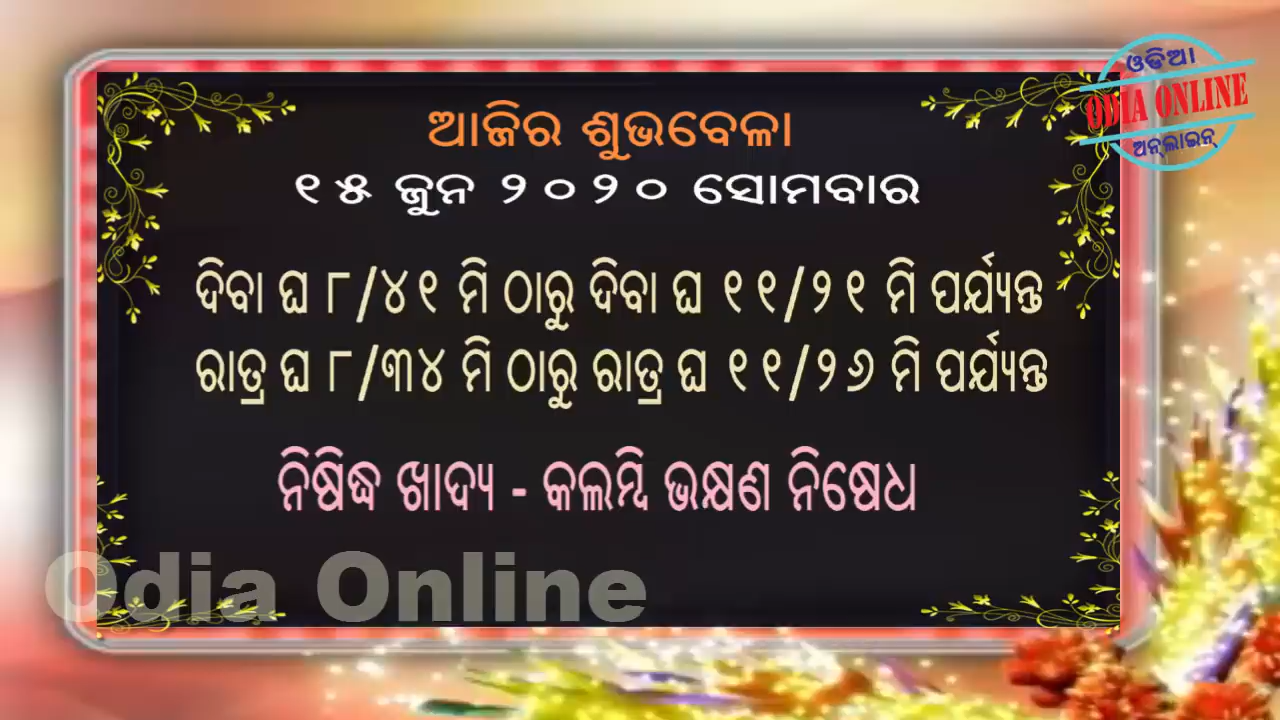 ଓଡିଆ
ODIA ONLINE
ଅନ୍‌ଲାଇନ୍
ଆଜିର ଶୁଭବେଳା
୧୫ ଜୁନ ୨୦୨୦ ସୋମବାର
ଦିବା ଘ ୮/୪୧ ମି ଠାରୁ ଦିବା ଘ ୧୧/୨୧ ମି ପର୍ଯ୍ୟନ୍ତ
ରାତ୍ର ଘ ୮/୩୪ ମି ଠାରୁ ରାତ୍ର ଘ ୧୧/୨୬ ମି ପର୍ଯ୍ୟନ୍ତ
ନିଷିଦ୍ଧ ଖାଦ୍ୟ - କଲମ୍ବି ଭକ୍ଷଣ ନିଷେଧ
Odia Online